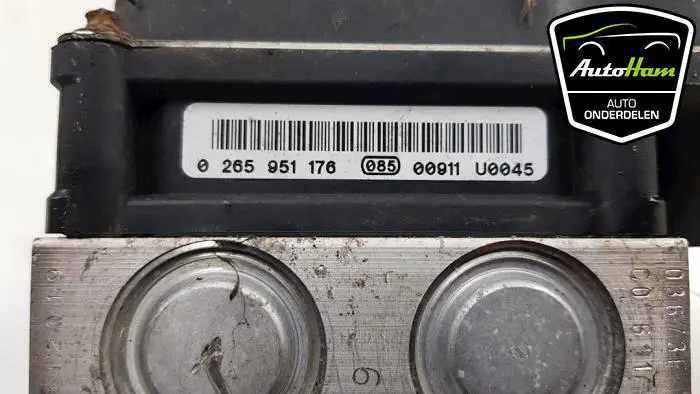 AutoHam
AUTO
ONDERDELEN
0 265 951 176 085 00911 U0045